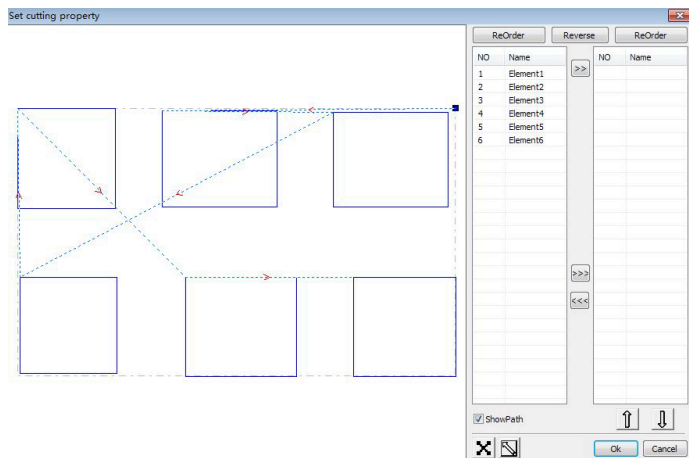 Set cutting property
ReOrder Reverse ReOrder
NO Name NO Name
>>
1 Element1
2 Element2
3 Element3
4 Element4
5 Element5
6 Element6
>>>
<<<
ShowPath
Ok Cancel